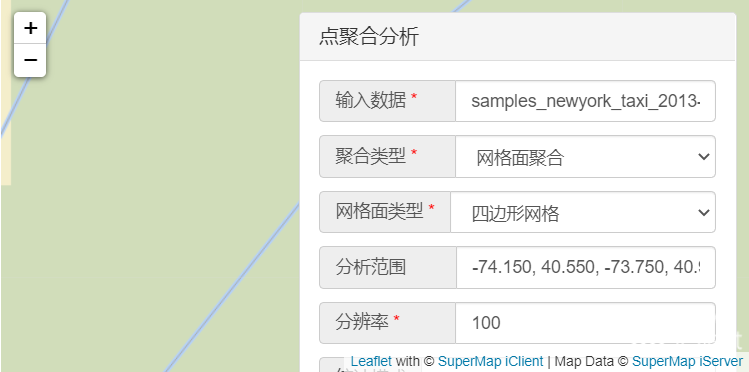 +
−
点聚合分析
输入数据 *
samples_newyork_taxi_2013-
聚合类型 *
网格面聚合
网格面类型 *
四边形网格
分析范围
-74.150, 40.550, -73.750, 40.9
分辨率 *
100
Leaflet with © SuperMap iClient | Map Data © SuperMap iServer